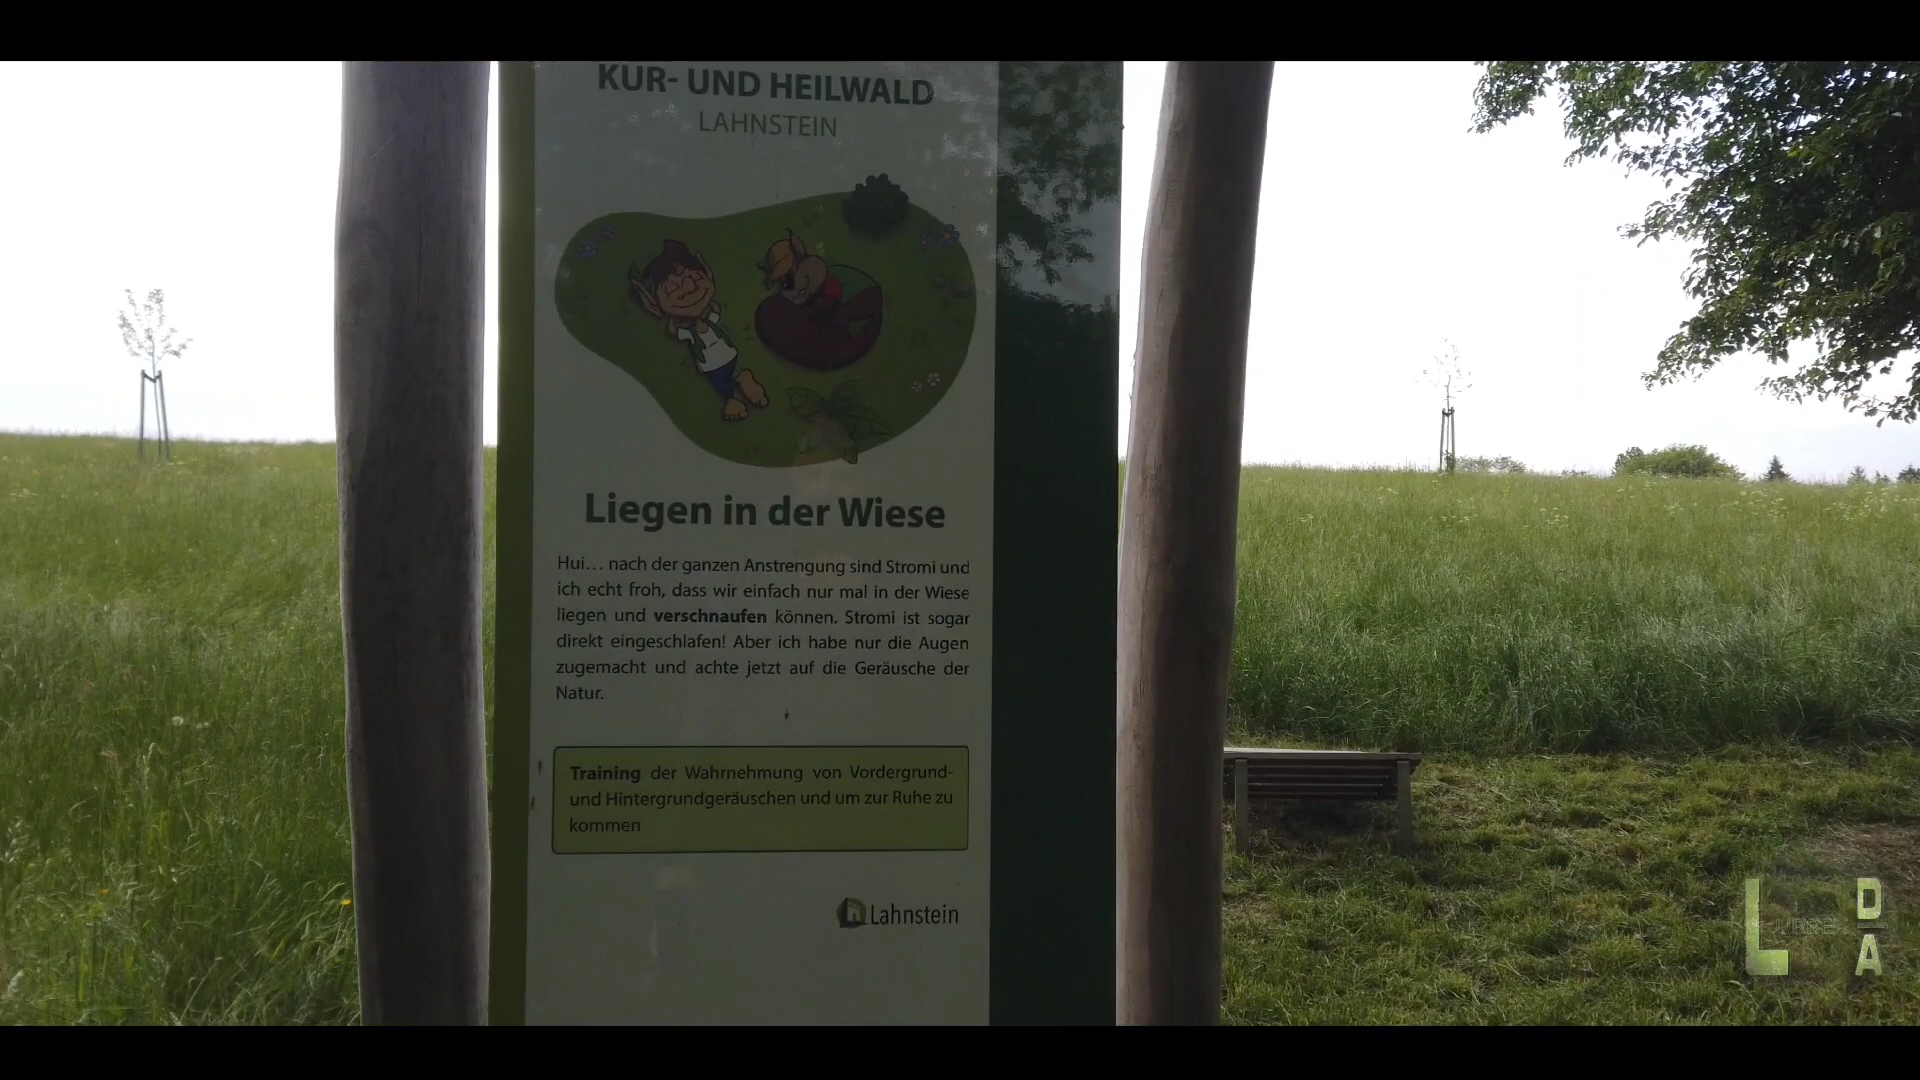 KUR- UND HEILWALD
LAHNSTEIN
Liegen in der Wiese
Hui... nach der ganzen Anstrengung sind Stromi und
ich echt froh, dass wir einfach nur mal in der Wiese
liegen und verschnaufen können. Stromi ist sogar
direkt eingeschlafen! Aber ich habe nur die Augen
zugemacht und achte jetzt auf die Geräusche der
Natur.
Training der Wahrnehmung von Vordergrund-
und Hintergrundgeräuschen und um zur Ruhe zu
kommen
Lahnstein
L D
A